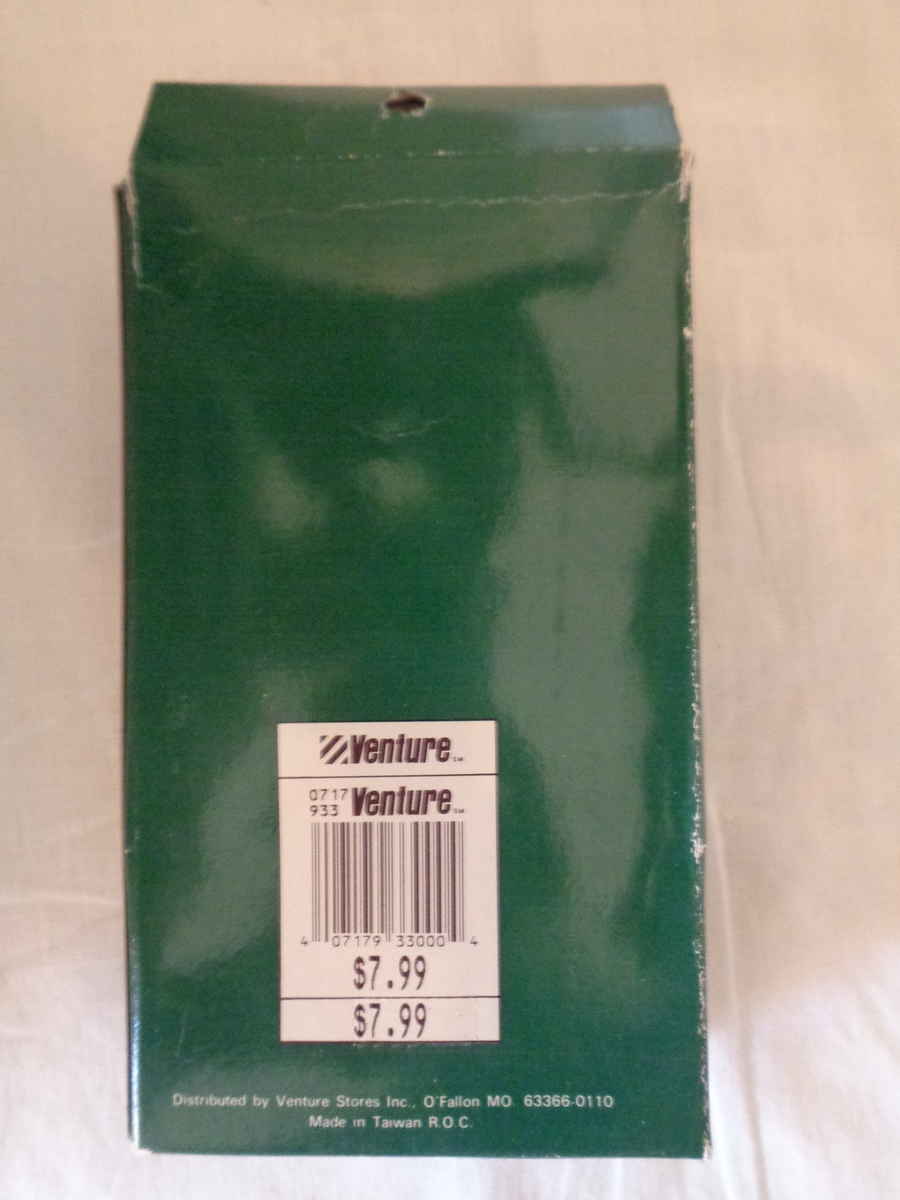 Venture SM
0717 Venture SM
933
4 07179 33000 4
$7.99
$7.99
Distributed by Venture Stores Inc., O'Fallon MO 63366-0110
Made in Taiwan R.O.C.